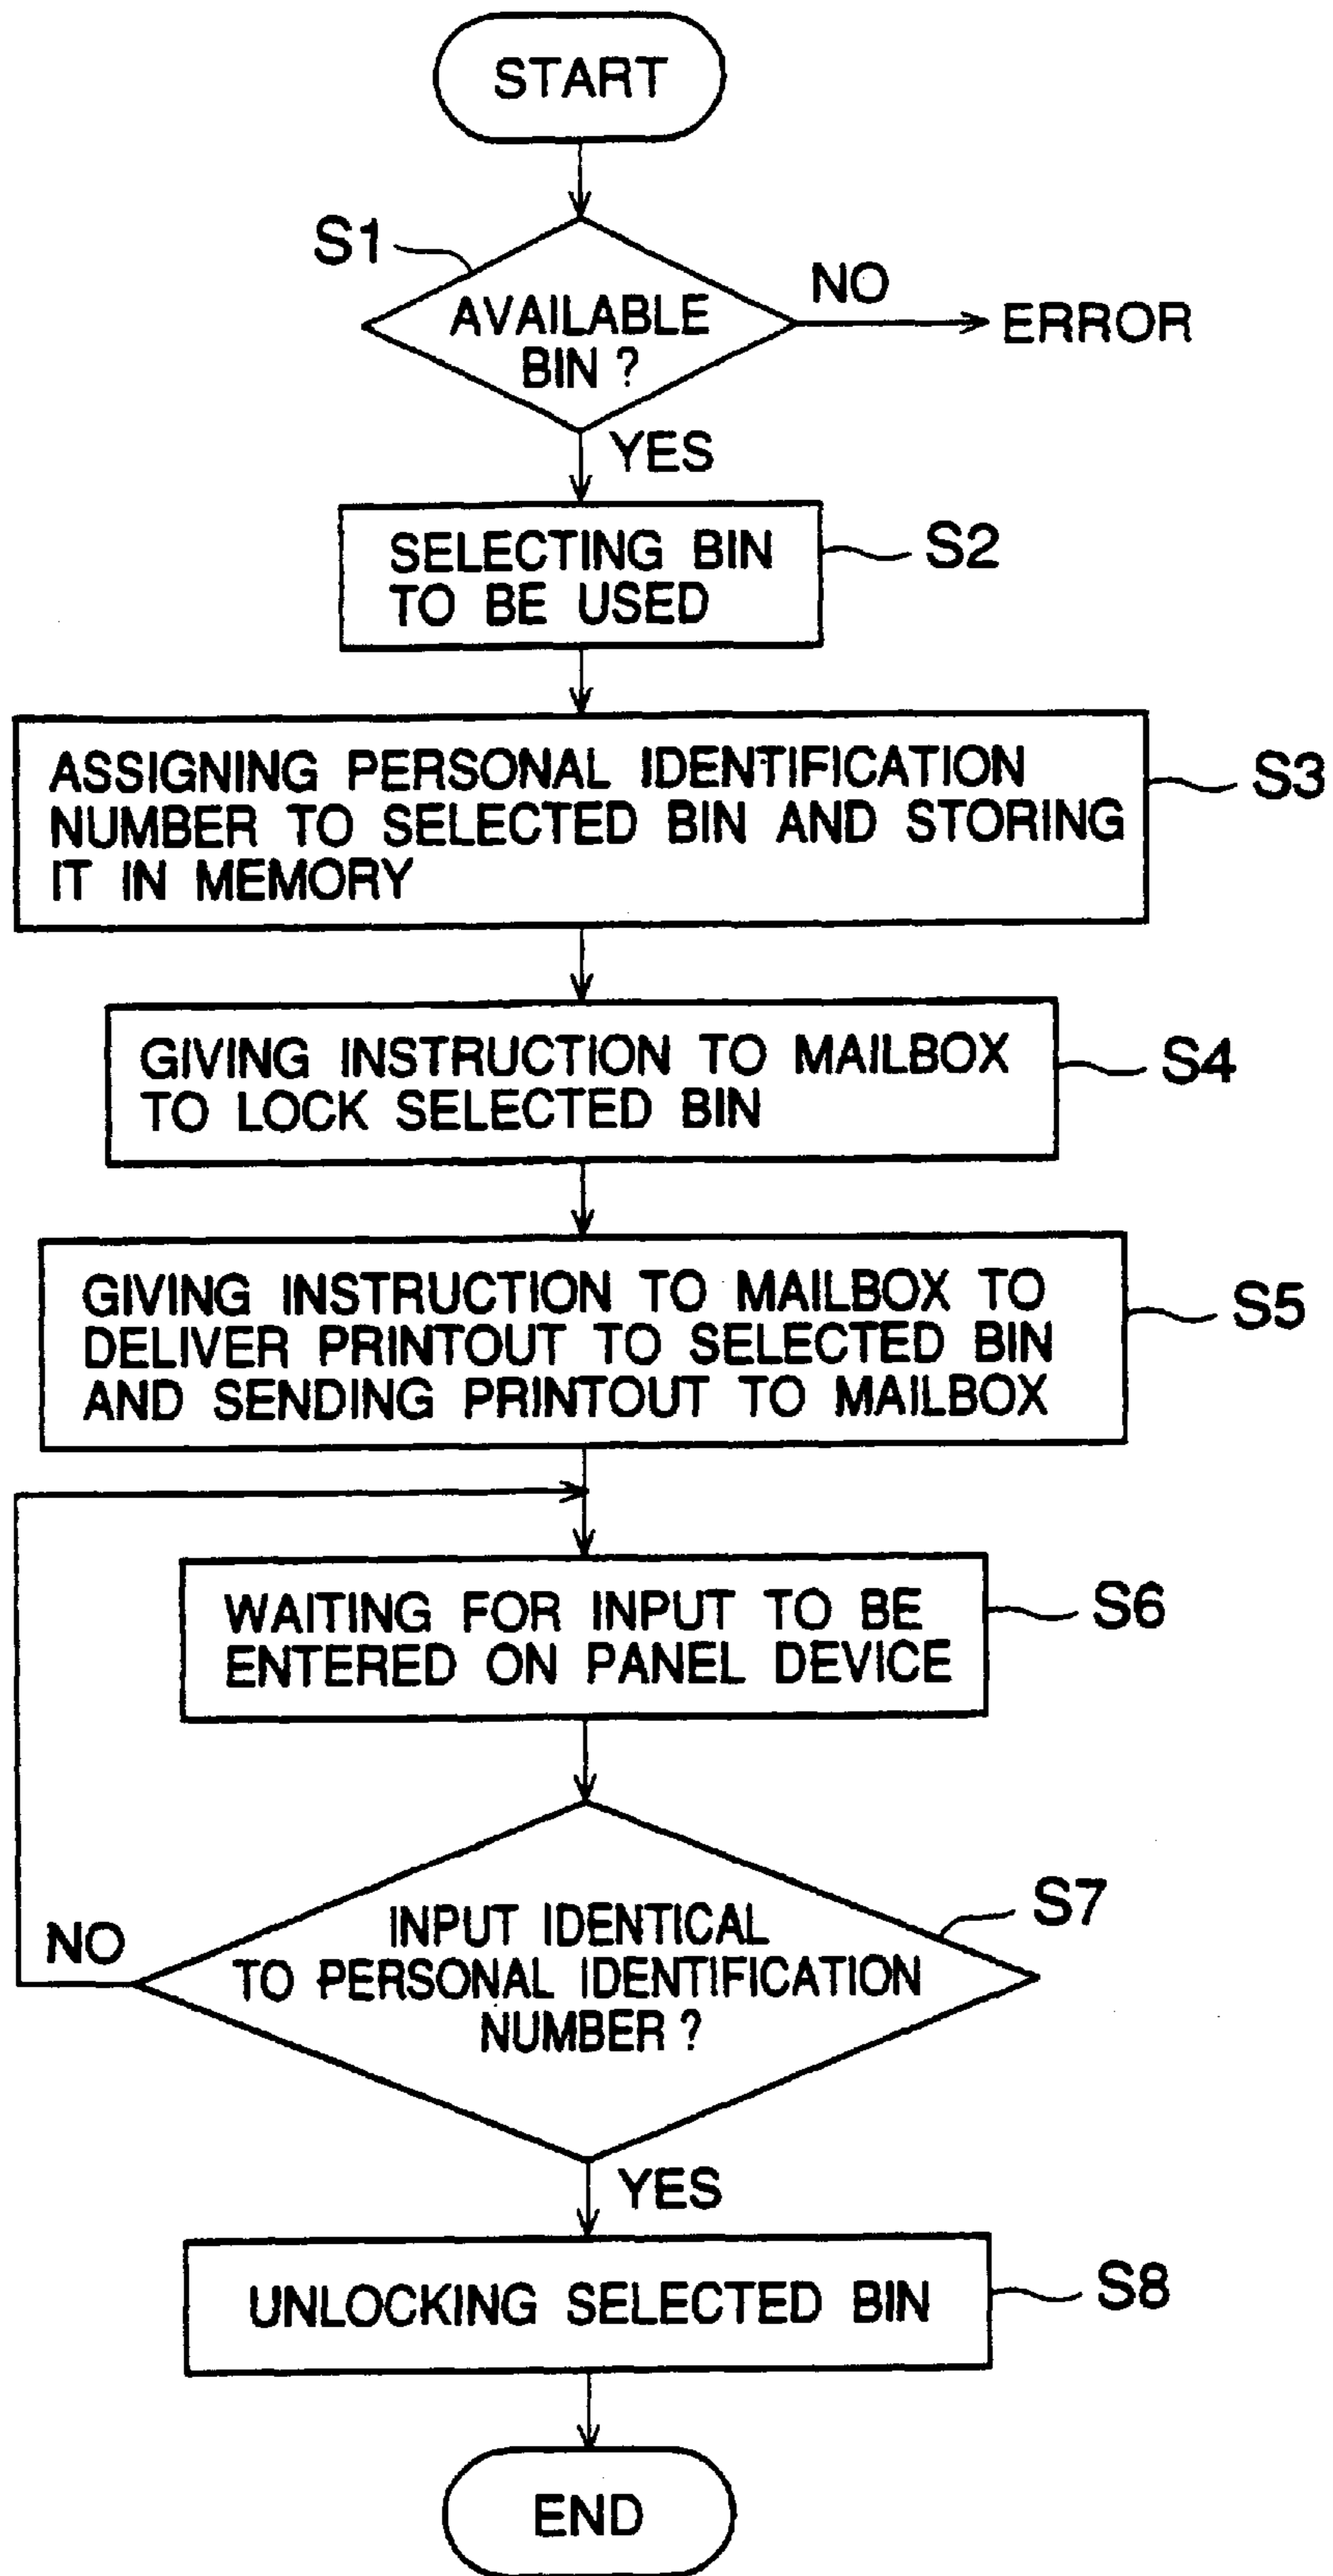 START
S1
AVAILABLE
BIN ?
NO
ERROR
YES
SELECTING BIN
TO BE USED
S2
ASSIGNING PERSONAL IDENTIFICATION
NUMBER TO SELECTED BIN AND STORING
IT IN MEMORY
S3
GIVING INSTRUCTION TO MAILBOX
TO LOCK SELECTED BIN
S4
GIVING INSTRUCTION TO MAILBOX TO
DELIVER PRINTOUT TO SELECTED BIN
AND SENDING PRINTOUT TO MAILBOX
S5
WAITING FOR INPUT TO BE
ENTERED ON PANEL DEVICE
S6
INPUT IDENTICAL
TO PERSONAL IDENTIFICATION
NUMBER ?
S7
NO
YES
UNLOCKING SELECTED BIN
S8
END